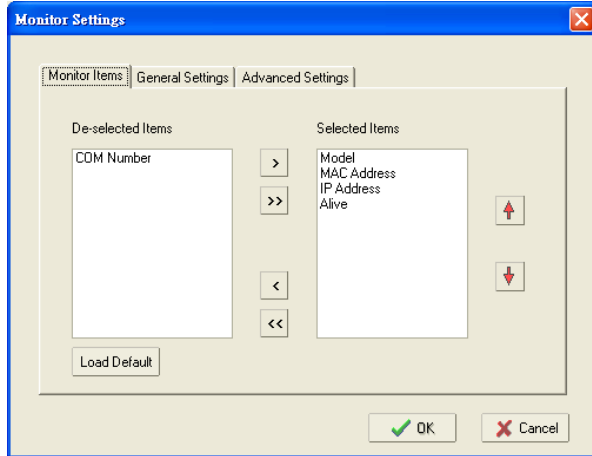 Monitor Settings
Monitor Items General Settings Advanced Settings
De-selected Items Selected Items
COM Number
Model
MAC Address
IP Address
Alive
>
>>
<
<<
Load Default
OK Cancel